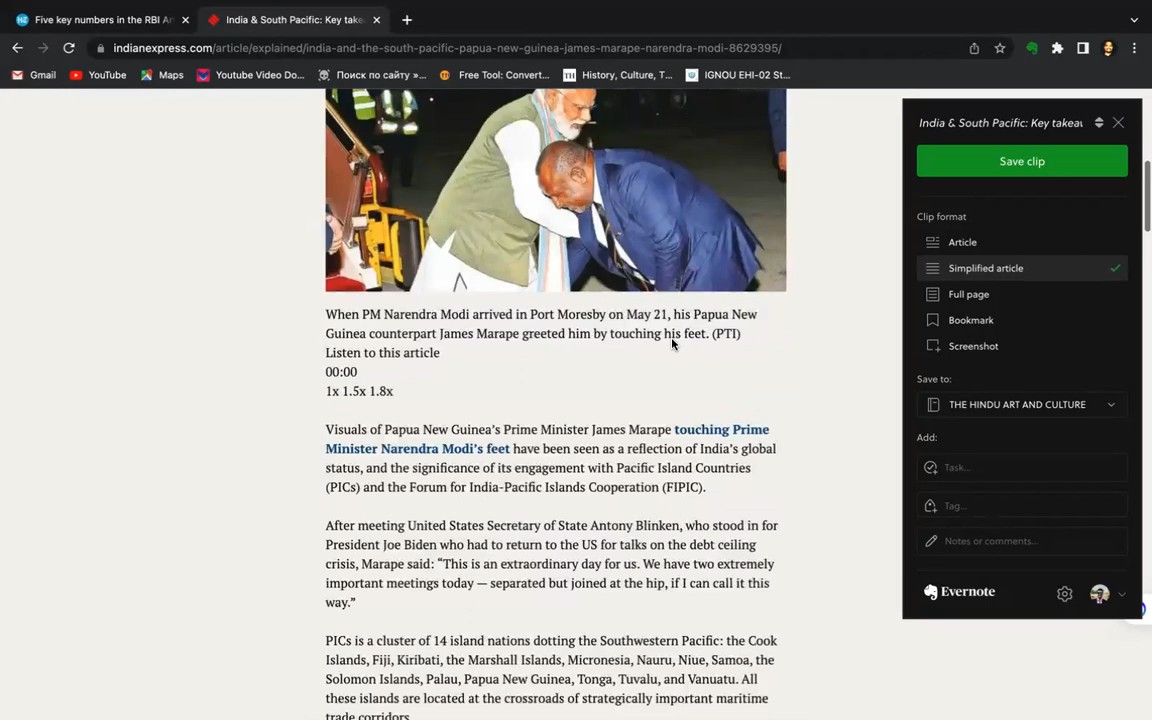 Five key numbers in the RBI A
India & South Pacific: Key take
indianexpress.com/article/explained/india-and-the-south-pacific-papua-new-guinea-james-marape-narendra-modi-8629395/
Gmail
YouTube
Maps
Youtube Video Do...
Поиск по сайту »...
Free Tool: Convert...
TH
History, Culture, T...
IGNOU EHI-02 St...
When PM Narendra Modi arrived in Port Moresby on May 21, his Papua New
Guinea counterpart James Marape greeted him by touching his feet. (PTI)
Listen to this article
00:00
1x 1.5x 1.8x
Visuals of Papua New Guinea's Prime Minister James Marape touching Prime
Minister Narendra Modi's feet have been seen as a reflection of India's global
status, and the significance of its engagement with Pacific Island Countries
(PICs) and the Forum for India-Pacific Islands Cooperation (FIPIC).
After meeting United States Secretary of State Antony Blinken, who stood in for
President Joe Biden who had to return to the US for talks on the debt ceiling
crisis, Marape said: “This is an extraordinary day for us. We have two extremely
important meetings today — separated but joined at the hip, if I can call it this
way.”
PICs is a cluster of 14 island nations dotting the Southwestern Pacific: the Cook
Islands, Fiji, Kiribati, the Marshall Islands, Micronesia, Nauru, Niue, Samoa, the
Solomon Islands, Palau, Papua New Guinea, Tonga, Tuvalu, and Vanuatu. All
these islands are located at the crossroads of strategically important maritime
trade corridors.
India & South Pacific: Key takeav
Save clip
Clip format
Article
Simplified article
Full page
Bookmark
Screenshot
Save to:
THE HINDU ART AND CULTURE
Add:
Task...
Tag...
Notes or comments...
Evernote